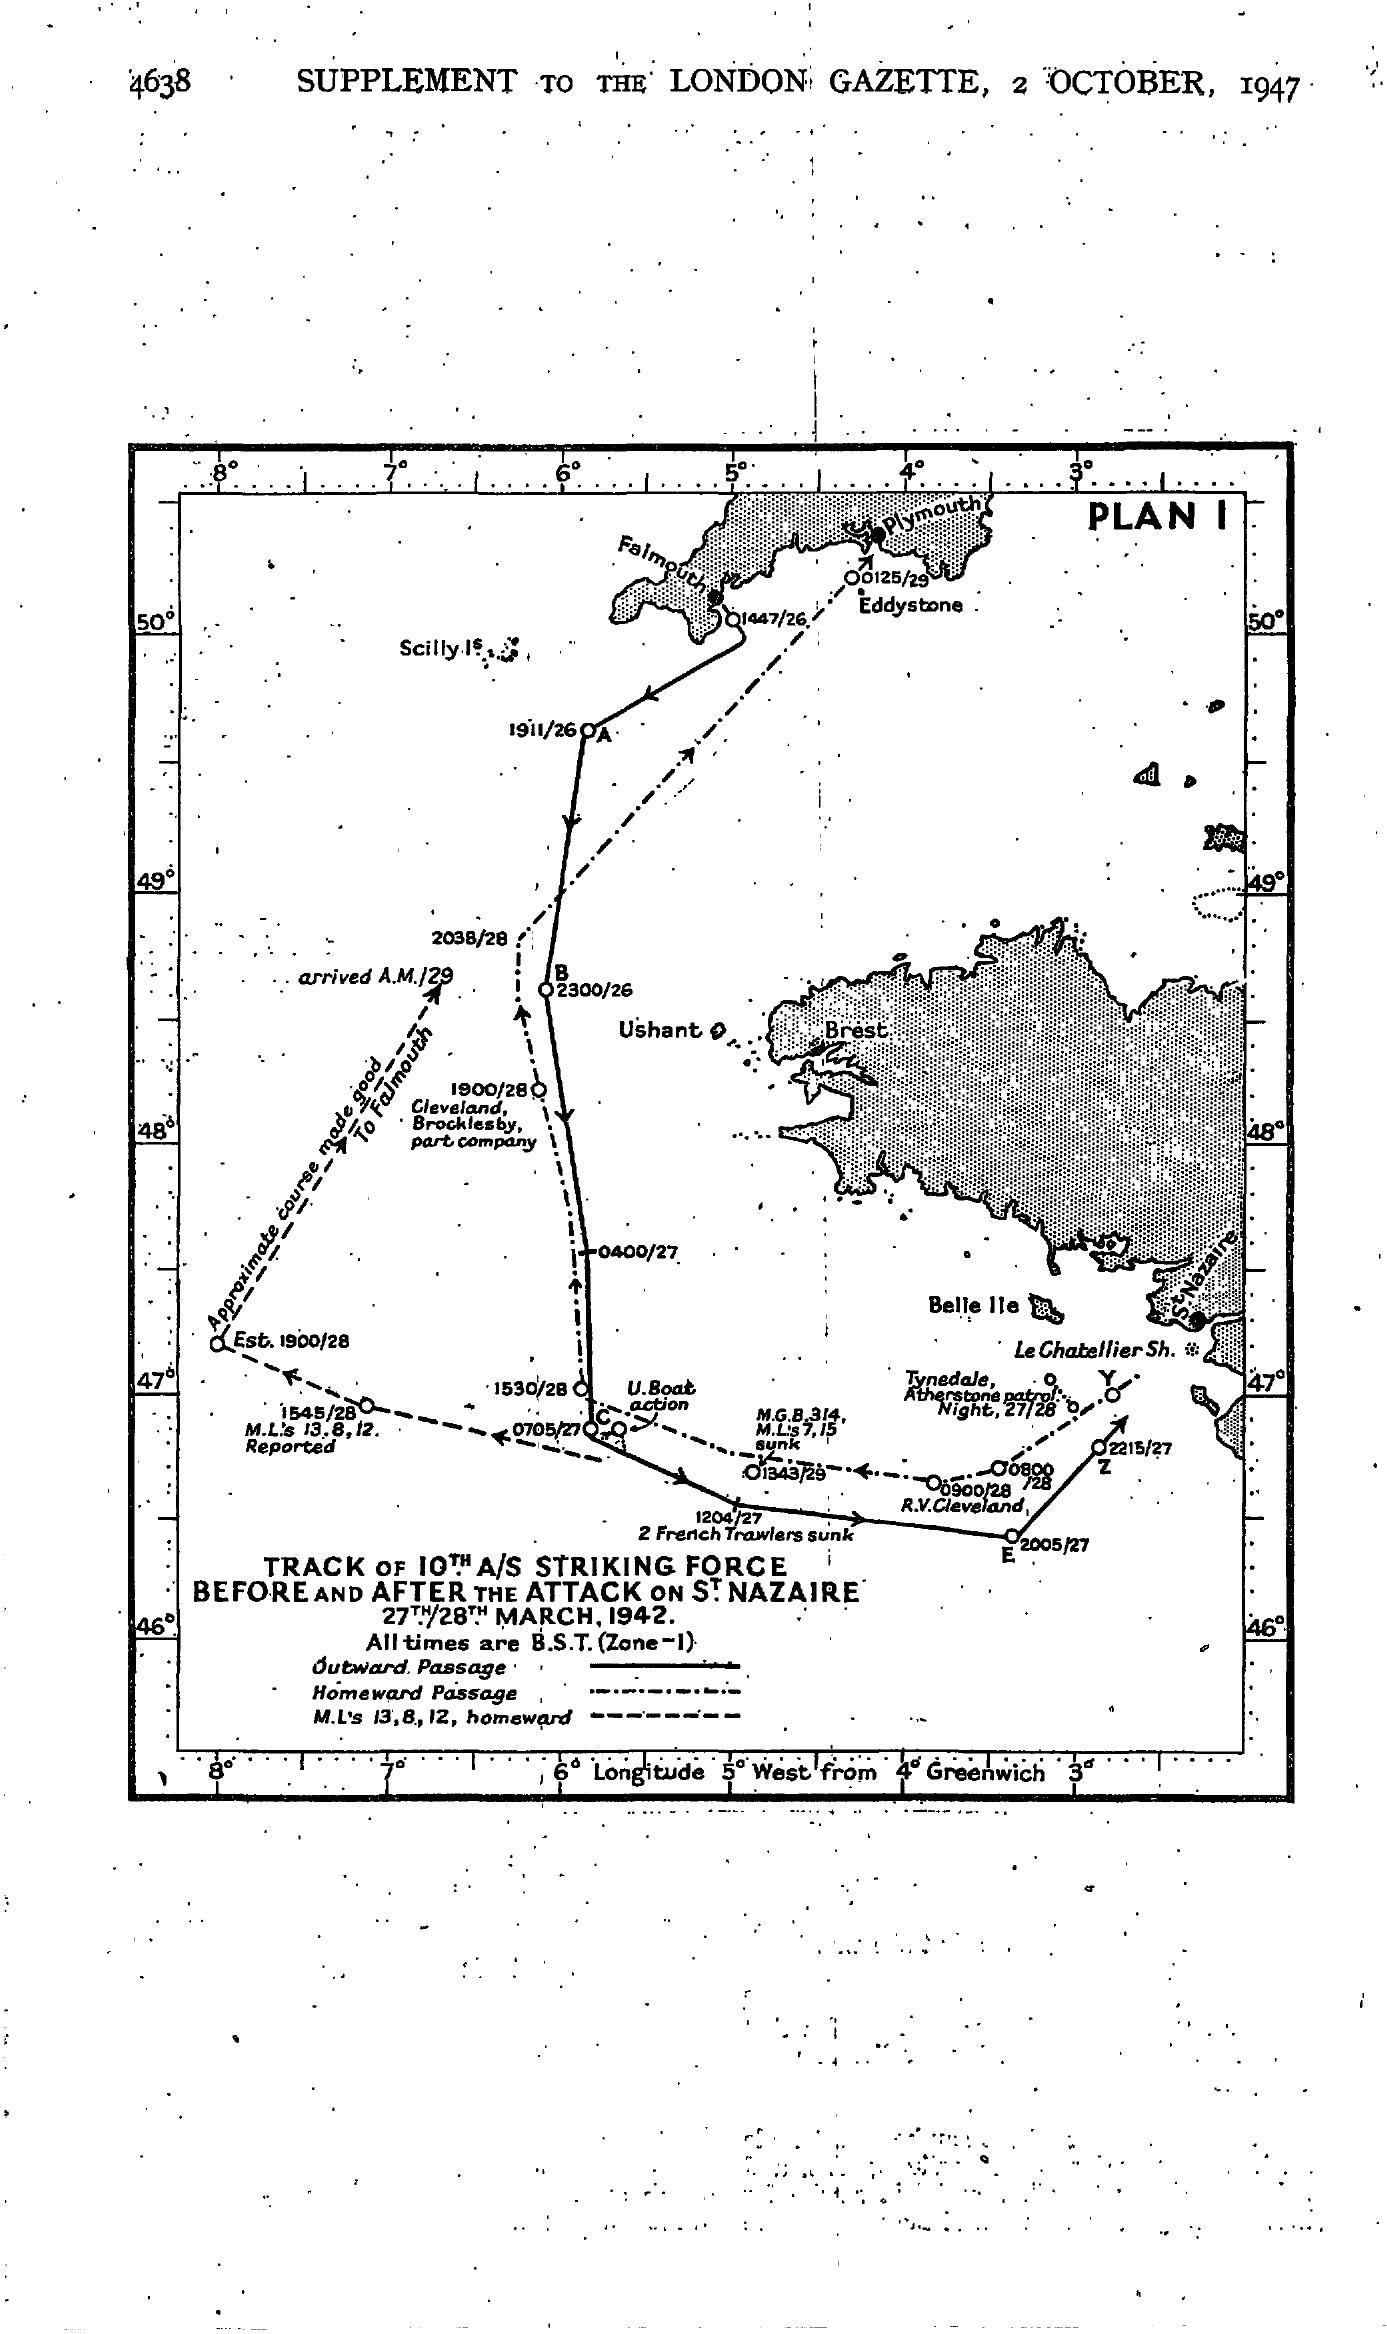 4638 SUPPLEMENT TO THE LONDON GAZETTE, 2 OCTOBER, 1947
8° 7° 6° 5° 4° 3°
PLAN I
Plymouth
Falmouth
0125/29
Eddystone
1447/26
50° 50°
Scilly Is
1911/26 A
49° 49°
2038/28
arrived A.M./29
B
2300/26
Ushant
Brest
1900/28
Cleveland,
Brocklesby,
part company
Approximate course made good
To Falmouth
48° 48°
0400/27
St Nazaire
Belle Ile
Est. 1900/28
Le Chatellier Sh.
47° 47°
1530/28
U.Boat
action
Tynedale,
Atherstone patrol
Night, 27/28
Y
1545/28
M.L's 13, 8, 12.
Reported
0705/27
C
M.G.B.314,
M.L's 7, 15
sunk
1343/29
2215/27
Z
0800
/28
0900/28
R.V.Cleveland
1204/27
2 French Trawlers sunk
E
2005/27
TRACK OF 10TH A/S STRIKING FORCE
BEFORE AND AFTER THE ATTACK ON ST NAZAIRE
27TH/28TH MARCH, 1942.
All times are B.S.T. (Zone -1)
46° 46°
Outward Passage
Homeward Passage
M.L's 13, 8, 12, homeward
8° 7° 6° Longitude 5° West from 4° Greenwich 3°